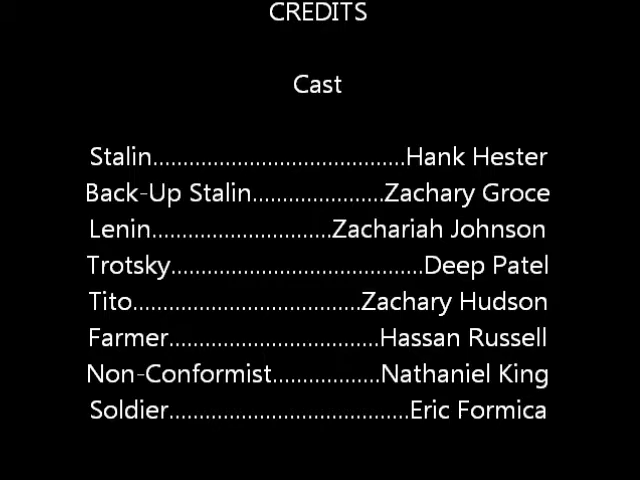 CREDITS
Cast
Stalin..........................................Hank Hester
Back-Up Stalin......................Zachary Groce
Lenin..............................Zachariah Johnson
Trotsky..........................................Deep Patel
Tito......................................Zachary Hudson
Farmer...................................Hassan Russell
Non-Conformist..................Nathaniel King
Soldier........................................Eric Formica